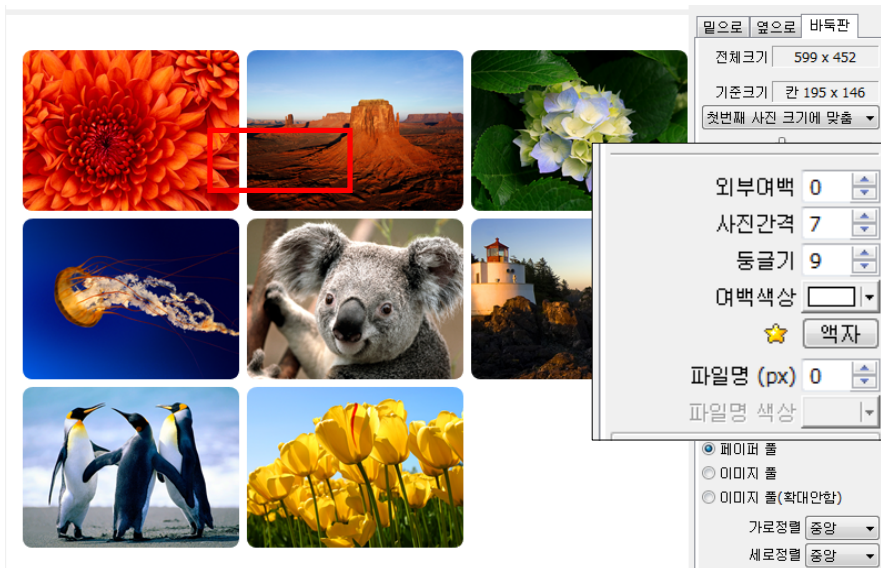 밑으로 옆으로 바둑판
전체크기 599 x 452
기준크기 칸 195 x 146
첫번째 사진 크기에 맞춤
외부여백 0
사진간격 7
둥글기 9
여백색상
액자
파일명 (px) 0
파일명 색상
페이퍼 풀
이미지 풀
이미지 풀(확대안함)
가로정렬 중앙
세로정렬 중앙